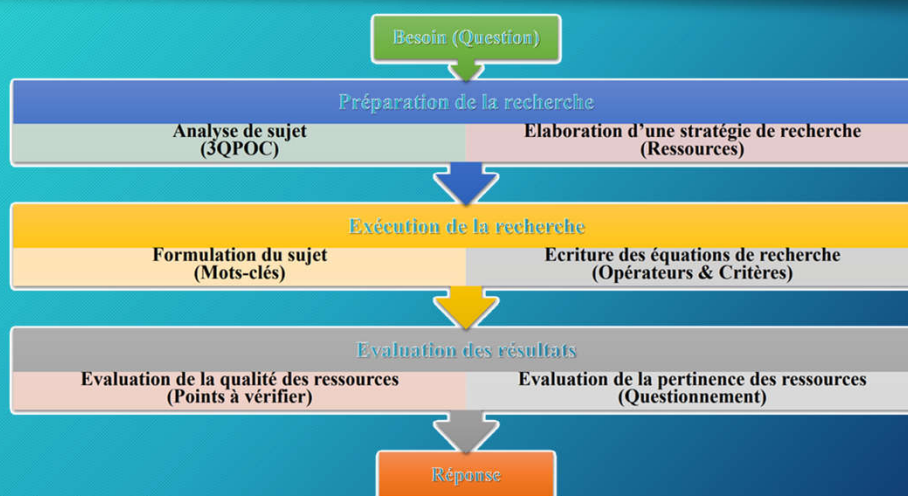 Besoin (Question)
Préparation de la recherche
Analyse de sujet
(3QPOC)
Elaboration d'une stratégie de recherche
(Ressources)
Exécution de la recherche
Formulation du sujet
(Mots-clés)
Ecriture des équations de recherche
(Opérateurs & Critères)
Evaluation des résultats
Evaluation de la qualité des ressources
(Points à vérifier)
Evaluation de la pertinence des ressources
(Questionnement)
Réponse